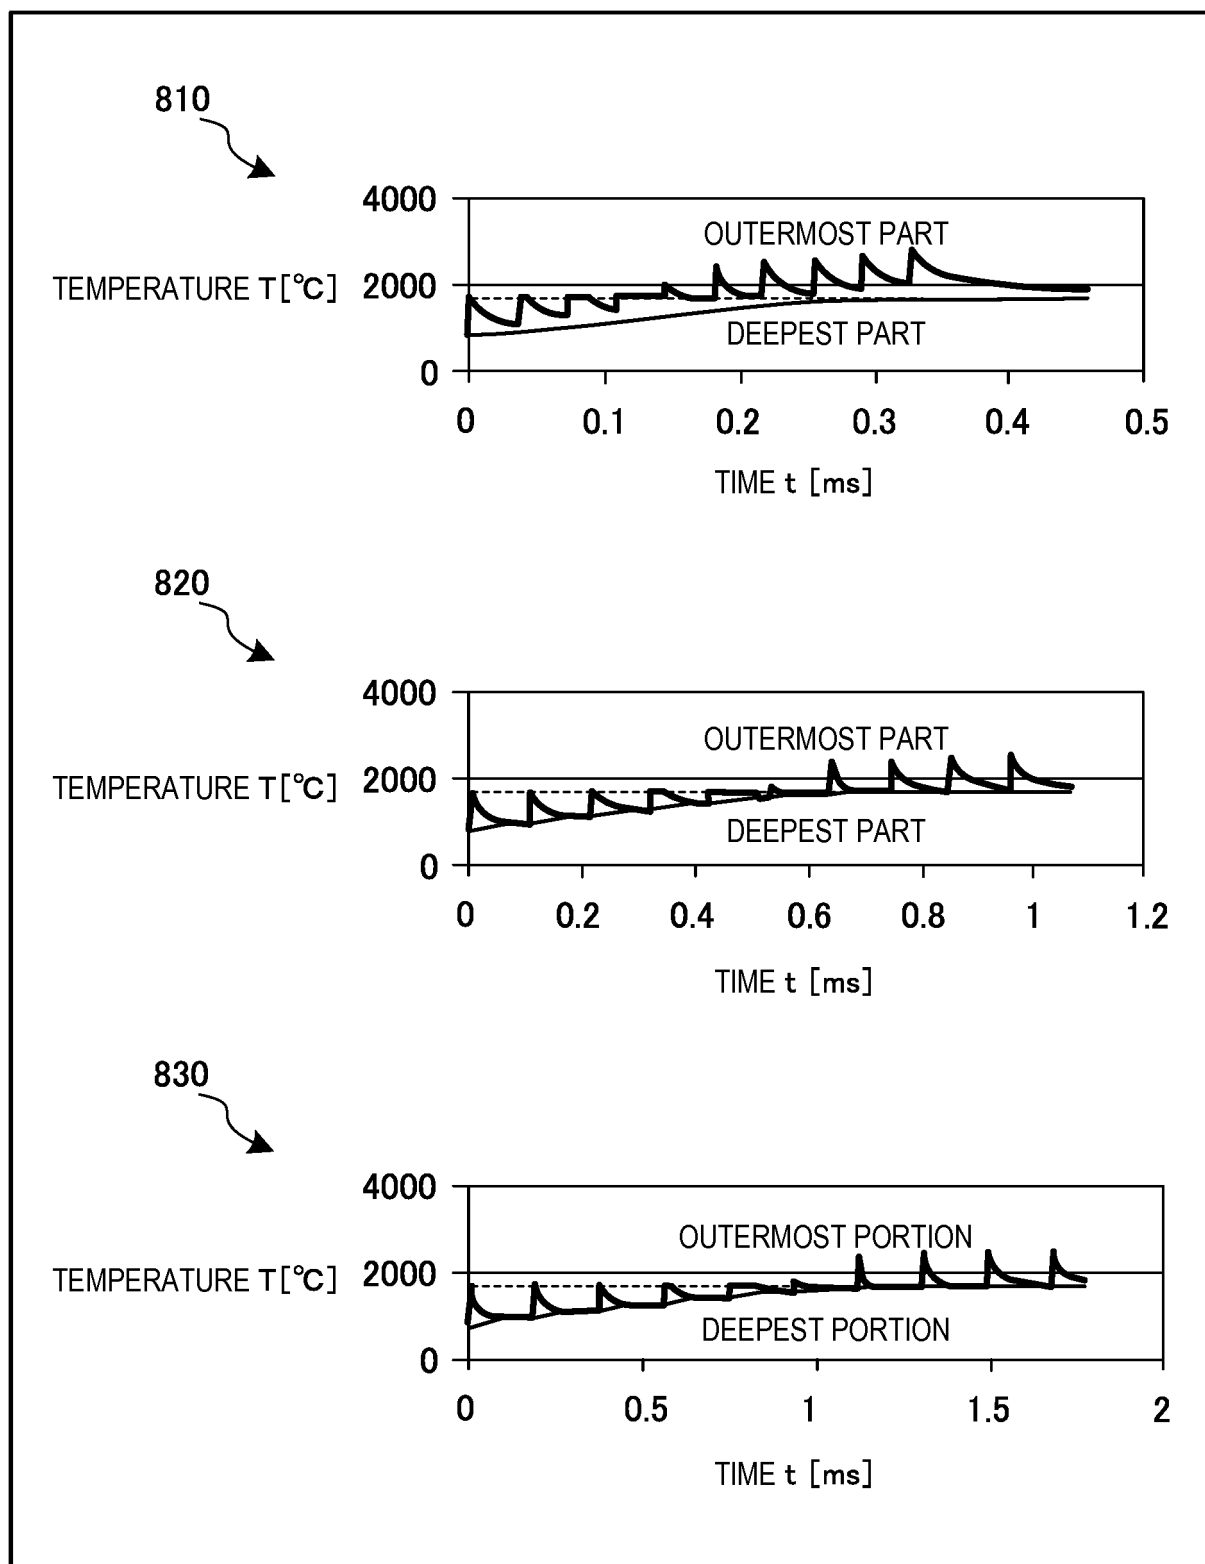 810
4000
OUTERMOST PART
TEMPERATURE T[°C] 2000
DEEPEST PART
0
0 0.1 0.2 0.3 0.4 0.5
TIME t [ms]
820
4000
OUTERMOST PART
TEMPERATURE T[°C] 2000
DEEPEST PART
0
0 0.2 0.4 0.6 0.8 1 1.2
TIME t [ms]
830
4000
OUTERMOST PORTION
TEMPERATURE T[°C] 2000
DEEPEST PORTION
0
0 0.5 1 1.5 2
TIME t [ms]